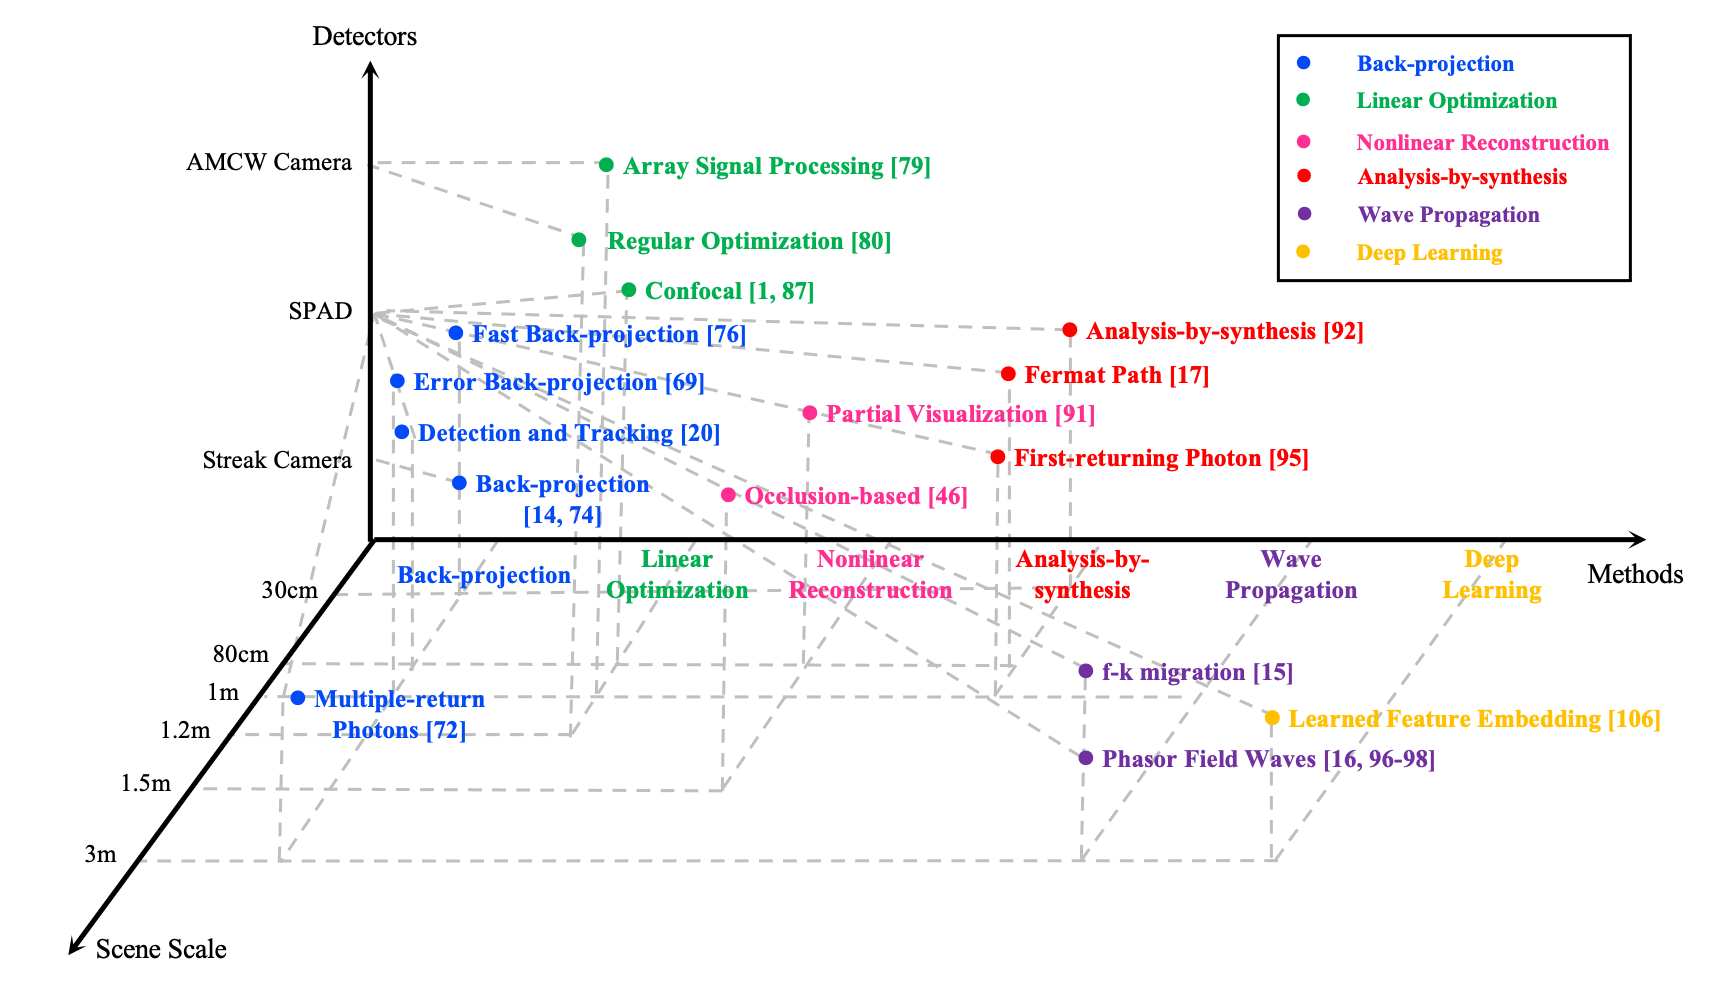 Detectors
Back-projection
Linear Optimization
Nonlinear Reconstruction
Analysis-by-synthesis
Wave Propagation
Deep Learning
AMCW Camera
Array Signal Processing [79]
Regular Optimization [80]
Confocal [1, 87]
SPAD
Fast Back-projection [76]
Analysis-by-synthesis [92]
Error Back-projection [69]
Fermat Path [17]
Partial Visualization [91]
Detection and Tracking [20]
Streak Camera
First-returning Photon [95]
Back-projection
[14, 74]
Occlusion-based [46]
Back-projection
Linear
Optimization
Nonlinear
Reconstruction
Analysis-by-
synthesis
Wave
Propagation
Deep
Learning
Methods
30cm
80cm
f-k migration [15]
1m
Multiple-return
Photons [72]
Learned Feature Embedding [106]
1.2m
Phasor Field Waves [16, 96-98]
1.5m
3m
Scene Scale